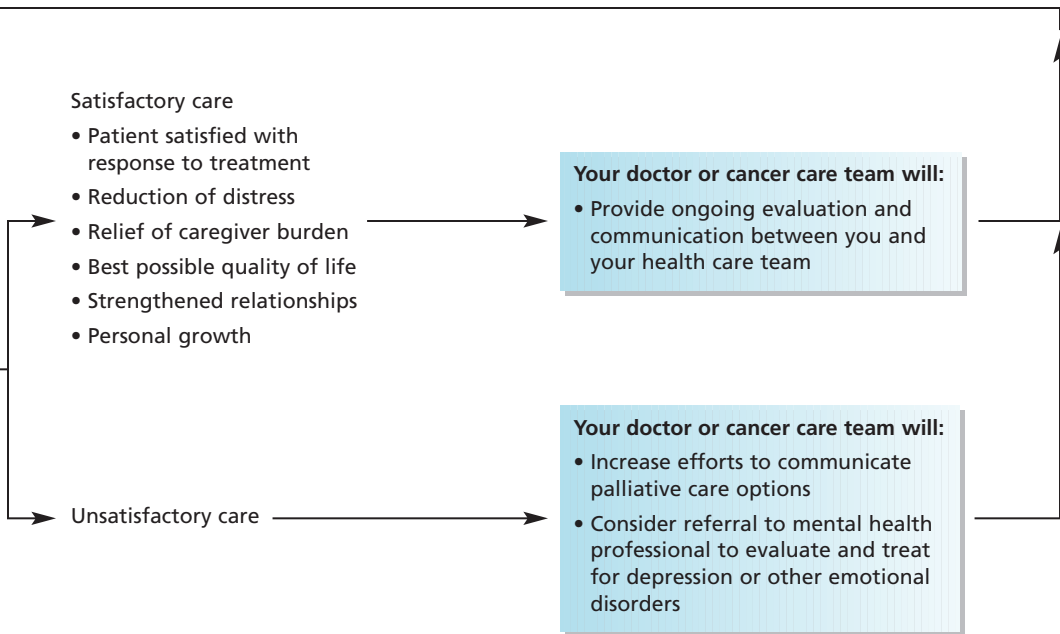 Satisfactory care
• Patient satisfied with
response to treatment
• Reduction of distress
• Relief of caregiver burden
• Best possible quality of life
• Strengthened relationships
• Personal growth
Your doctor or cancer care team will:
• Provide ongoing evaluation and
communication between you and
your health care team
Unsatisfactory care
Your doctor or cancer care team will:
• Increase efforts to communicate
palliative care options
• Consider referral to mental health
professional to evaluate and treat
for depression or other emotional
disorders